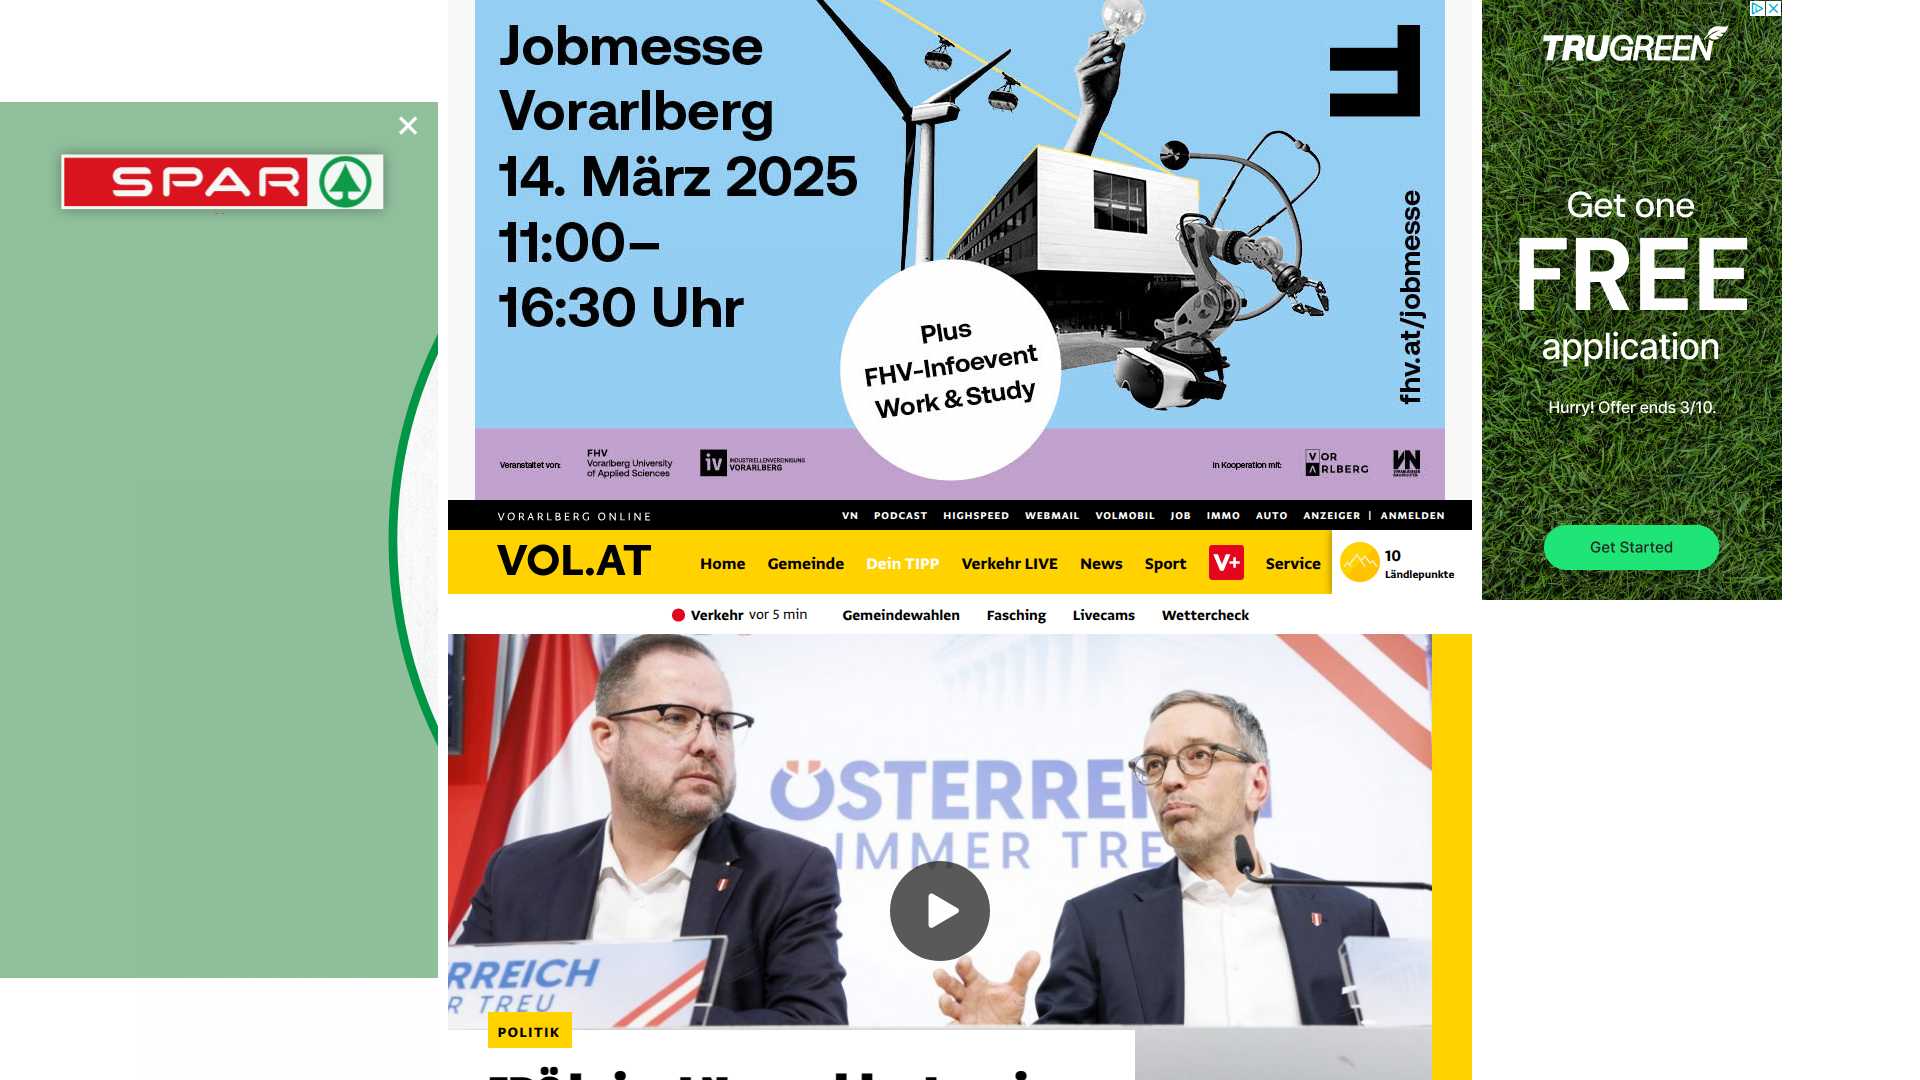 SPAR
Jobmesse
Vorarlberg
14. März 2025
11:00–
16:30 Uhr
Plus
FHV-Infoevent
Work & Study
fhv.at/jobmesse
Veranstaltet von:
FHV
Vorarlberg University
of Applied Sciences
iv
INDUSTRIELLENVEREINIGUNG
VORARLBERG
In Kooperation mit:
VOR
ARLBERG
VN
TRUGREEN
Get one
FREE
application
Hurry! Offer ends 3/10.
Get Started
VORARLBERG ONLINE
VN PODCAST HIGHSPEED WEBMAIL VOLMOBIL JOB IMMO AUTO ANZEIGER | ANMELDEN
VOL.AT
Home Gemeinde Dein TIPP Verkehr LIVE News Sport V+ Service
10
Ländlepunkte
Verkehr vor 5 min Gemeindewahlen Fasching Livecams Wettercheck
ÖSTERREI
IMMER TRE
RREICH
R TREU
POLITIK